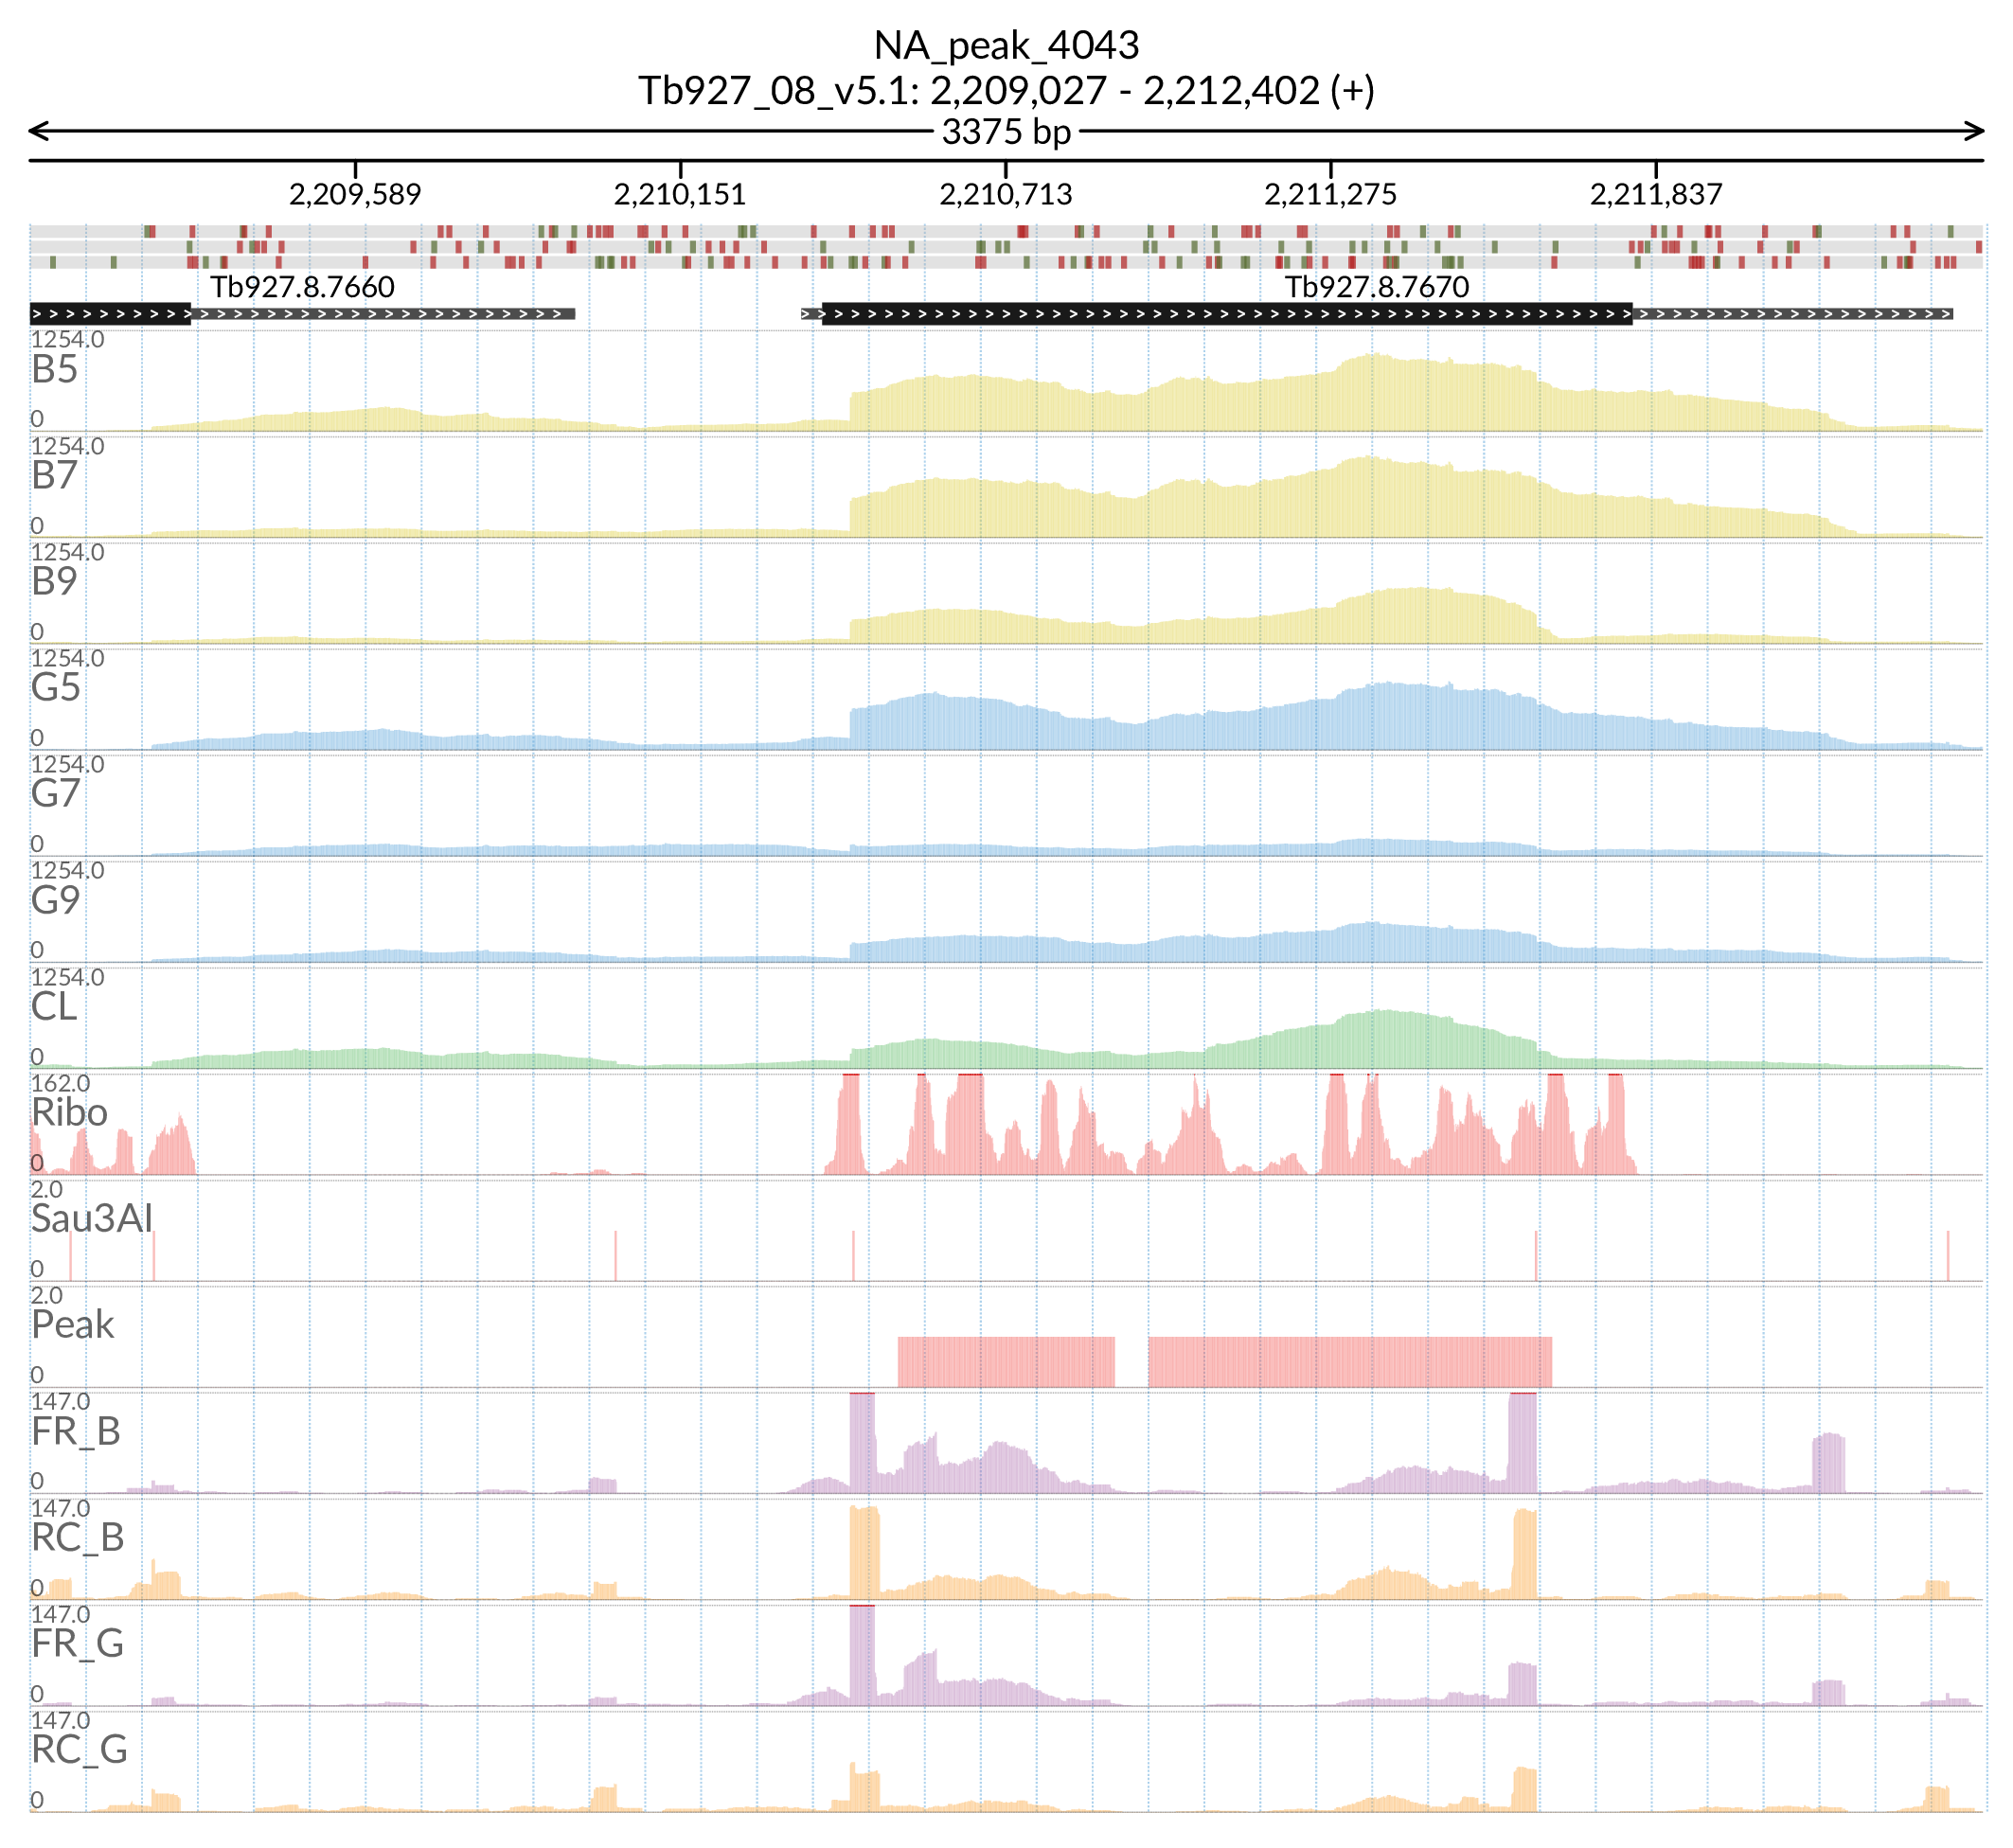 NA_peak_4043
Tb927_08_v5.1: 2,209,027 - 2,212,402 (+)
3375 bp
2,209,589 2,210,151 2,210,713 2,211,275 2,211,837
Tb927.8.7660 Tb927.8.7670
1254.0
B5
0
1254.0
B7
0
1254.0
B9
0
1254.0
G5
0
1254.0
G7
0
1254.0
G9
0
1254.0
CL
0
162.0
Ribo
0
2.0
Sau3AI
0
2.0
Peak
0
147.0
FR_B
0
147.0
RC_B
0
147.0
FR_G
0
147.0
RC_G
0